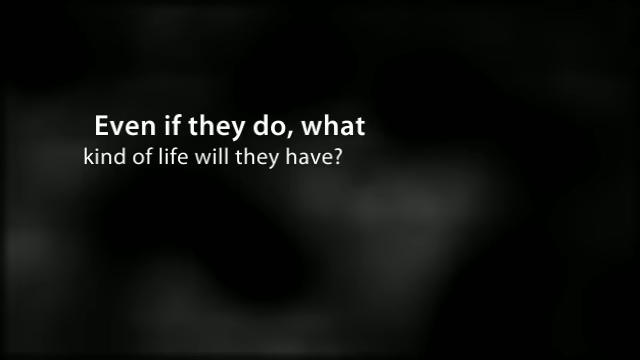 Even if they do, what
kind of life will they have?